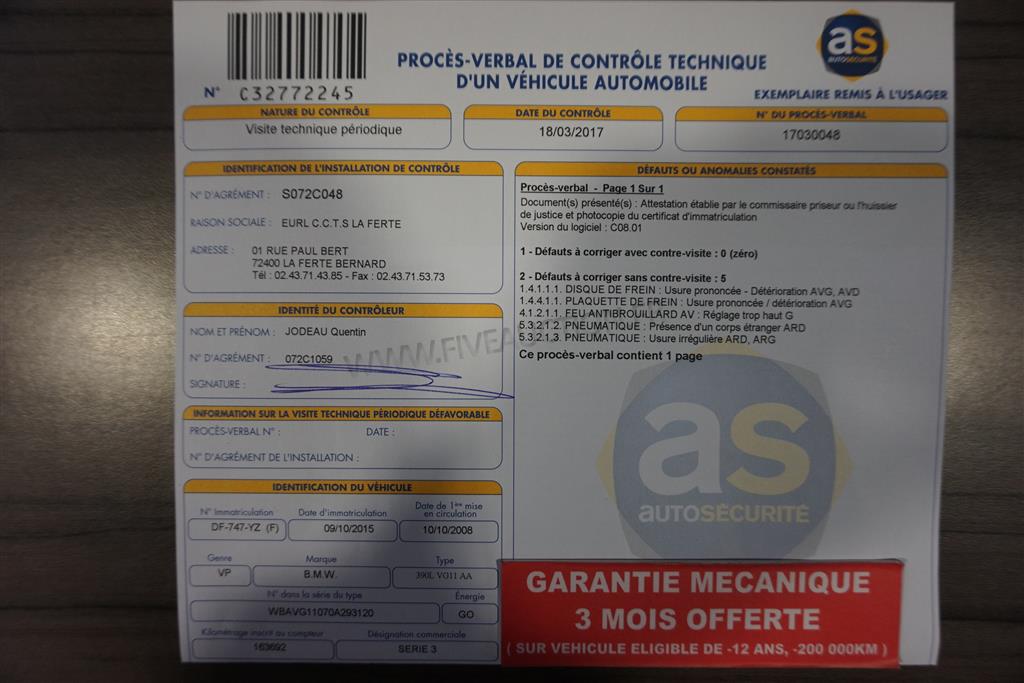 N° C32772245
PROCÈS-VERBAL DE CONTRÔLE TECHNIQUE
D'UN VÉHICULE AUTOMOBILE
as
AUTOSÉCURITÉ
EXEMPLAIRE REMIS À L'USAGER
NATURE DU CONTRÔLE
Visite technique périodique
DATE DU CONTRÔLE
18/03/2017
N° DU PROCÈS-VERBAL
17030048
IDENTIFICATION DE L'INSTALLATION DE CONTRÔLE
N° D'AGRÉMENT : S072C048
RAISON SOCIALE : EURL C.C.T.S LA FERTE
ADRESSE : 01 RUE PAUL BERT
72400 LA FERTE BERNARD
Tél : 02.43.71.43.85 - Fax : 02.43.71.53.73
IDENTITÉ DU CONTRÔLEUR
NOM ET PRÉNOM : JODEAU Quentin
N° D'AGRÉMENT : 072C1059
SIGNATURE :
INFORMATION SUR LA VISITE TECHNIQUE PÉRIODIQUE DÉFAVORABLE
PROCÈS-VERBAL N° : DATE :
N° D'AGRÉMENT DE L'INSTALLATION :
IDENTIFICATION DU VÉHICULE
N° Immatriculation Date d'immatriculation Date de 1ère mise en circulation
DF-747-YZ (F) 09/10/2015 10/10/2008
Genre Marque Type
VP B.M.W. 390L VO11 AA
N° dans la série du type Énergie
WBAVG11070A293120 GO
Kilométrage inscrit au compteur Désignation commerciale
163692 SERIE 3
DÉFAUTS OU ANOMALIES CONSTATÉS
Procès-verbal - Page 1 Sur 1
Document(s) présenté(s) : Attestation établie par le commissaire priseur ou l'huissier
de justice et photocopie du certificat d'immatriculation
Version du logiciel : C08.01
1 - Défauts à corriger avec contre-visite : 0 (zéro)
2 - Défauts à corriger sans contre-visite : 5
1.4.1.1.1. DISQUE DE FREIN : Usure prononcée - Détérioration AVG, AVD
1.4.4.1.1. PLAQUETTE DE FREIN : Usure prononcée / détérioration AVG
4.1.2.1.1. FEU ANTIBROUILLARD AV : Réglage trop haut G
5.3.2.1.2. PNEUMATIQUE : Présence d'un corps étranger ARD
5.3.2.1.3. PNEUMATIQUE : Usure irrégulière ARD, ARG
Ce procès-verbal contient 1 page
as
AUTOSÉCURITÉ
GARANTIE MECANIQUE
3 MOIS OFFERTE
( SUR VEHICULE ELIGIBLE DE -12 ANS, -200 000KM )